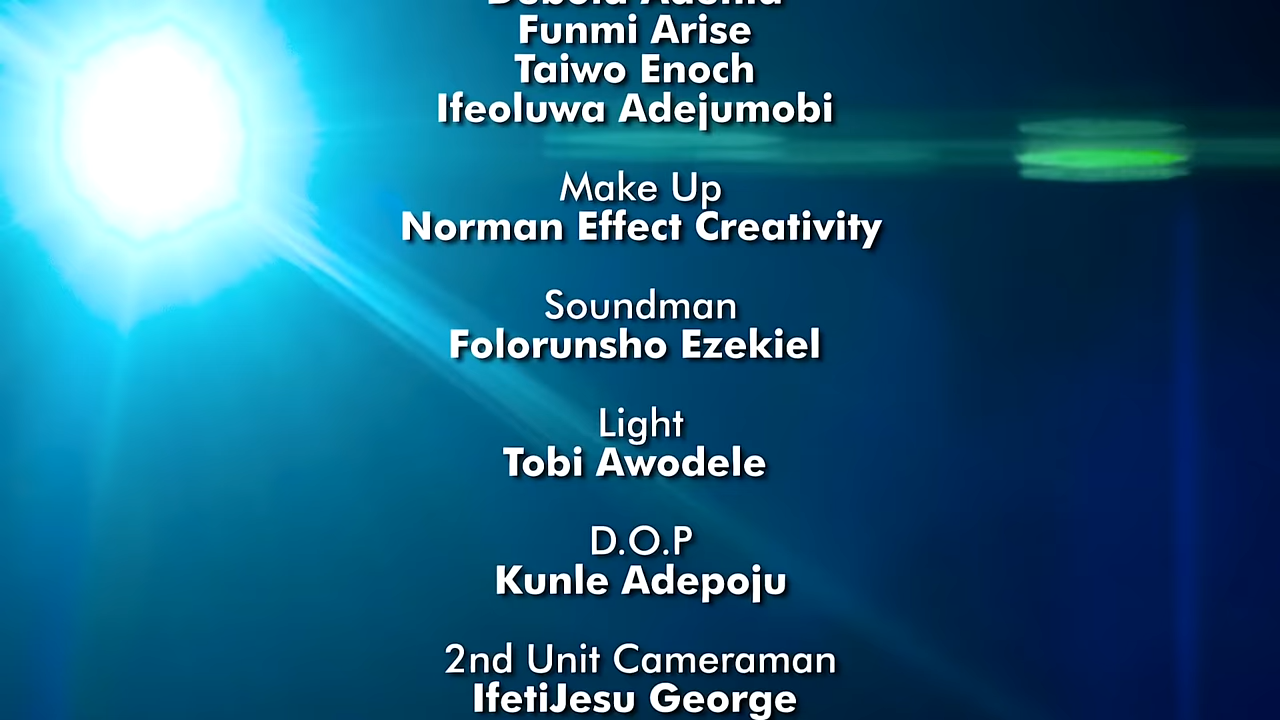 Funmi Arise
Taiwo Enoch
Ifeoluwa Adejumobi
Make Up
Norman Effect Creativity
Soundman
Folorunsho Ezekiel
Light
Tobi Awodele
D.O.P
Kunle Adepoju
2nd Unit Cameraman
IfetiJesu George